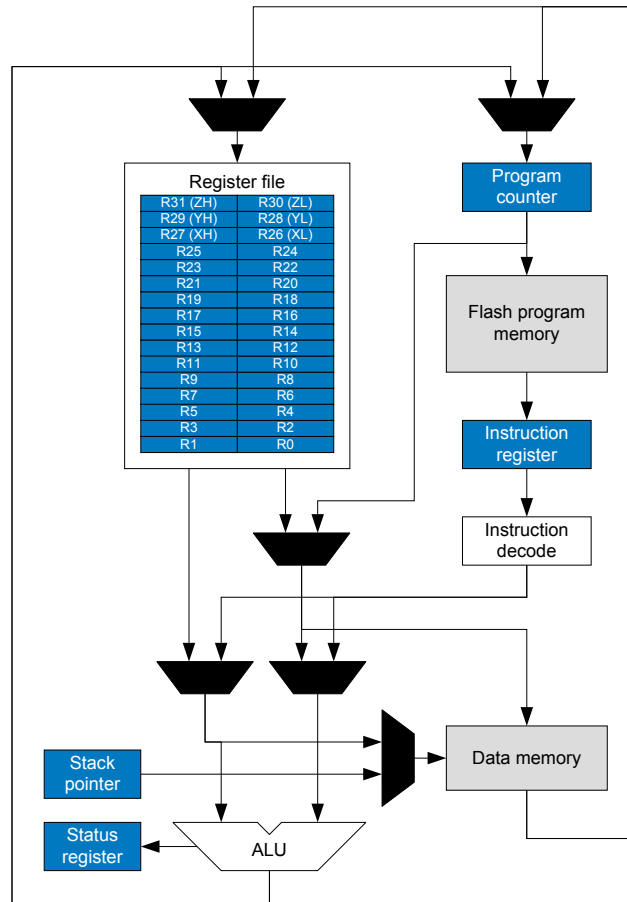 Register file
R31 (ZH) R30 (ZL)
R29 (YH) R28 (YL)
R27 (XH) R26 (XL)
R25 R24
R23 R22
R21 R20
R19 R18
R17 R16
R15 R14
R13 R12
R11 R10
R9 R8
R7 R6
R5 R4
R3 R2
R1 R0
Program
counter
Flash program
memory
Instruction
register
Instruction
decode
Stack
pointer
Data memory
Status
register
ALU